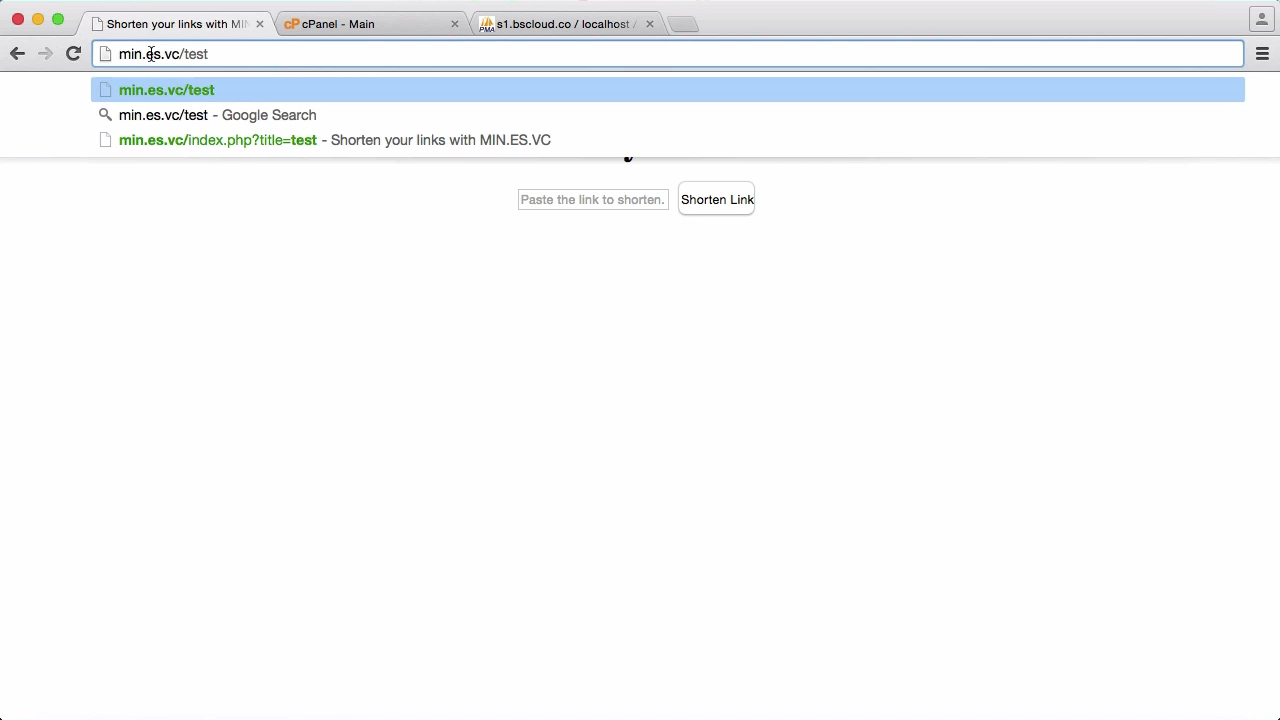 Shorten your links with MIN
cPanel - Main
s1.bscloud.co / localhost /
min.es.vc/test
min.es.vc/test
min.es.vc/test - Google Search
min.es.vc/index.php?title=test - Shorten your links with MIN.ES.VC
Paste the link to shorten.
Shorten Link